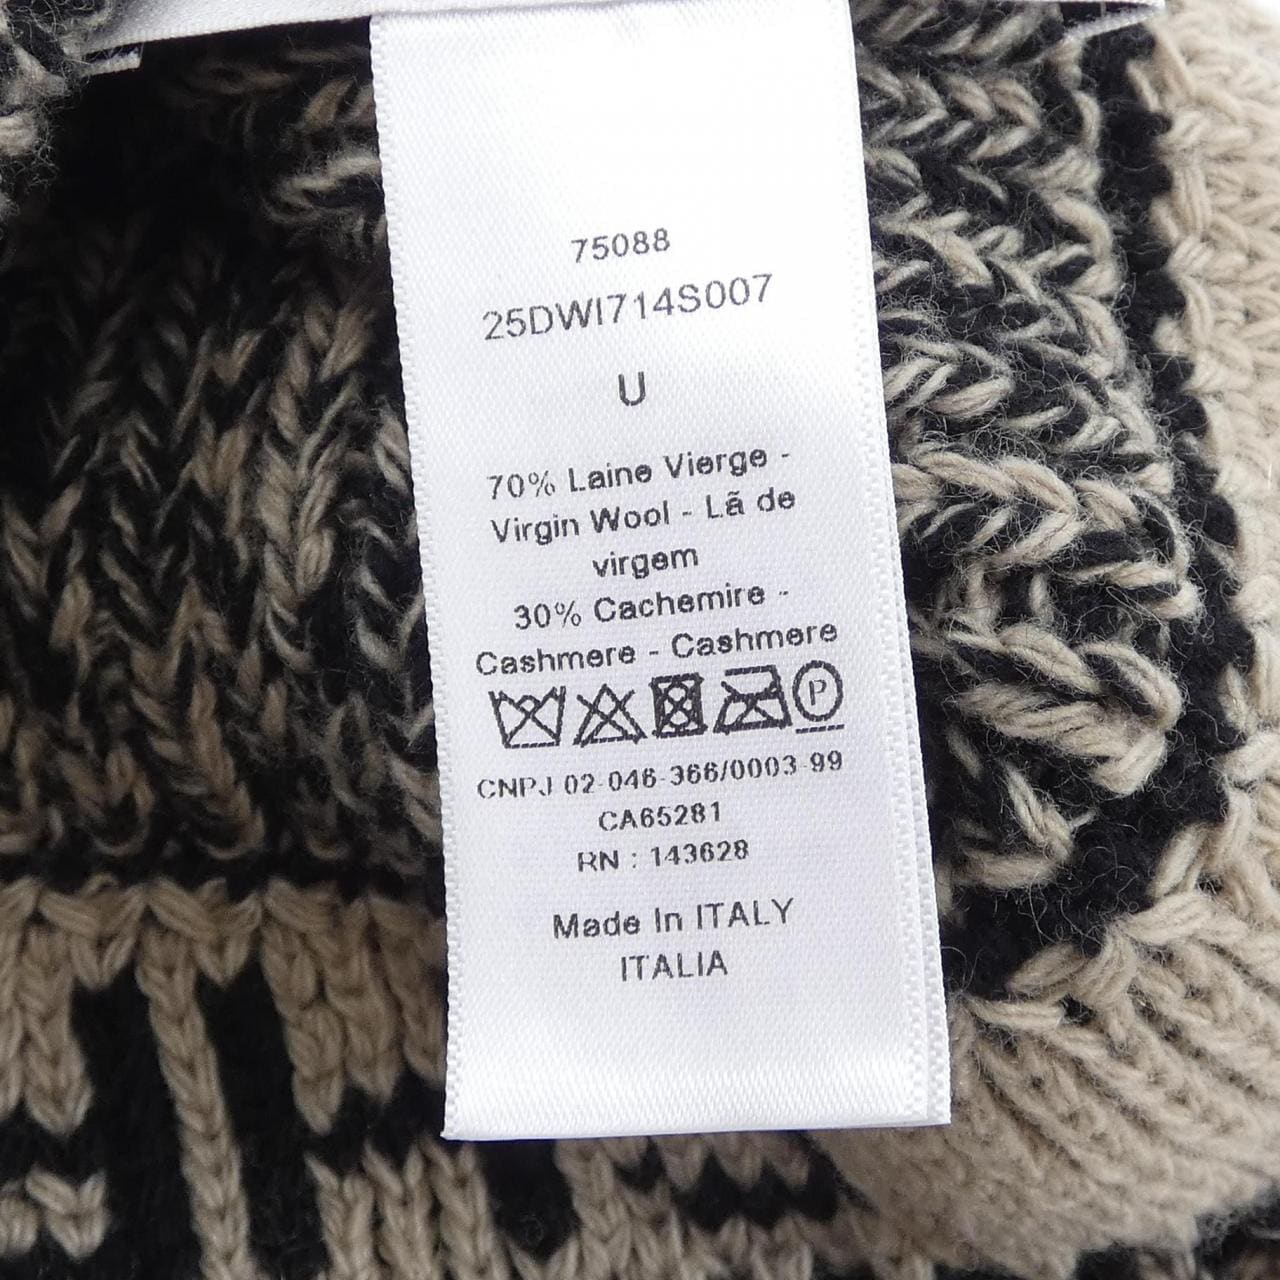 75088
25DWI714S007
U
70% Laine Vierge -
Virgin Wool - Lã de
virgem
30% Cachemire -
Cashmere - Cashmere
P
CNPJ 02-046-366/0003-99
CA65281
RN : 143628
Made In ITALY
ITALIA